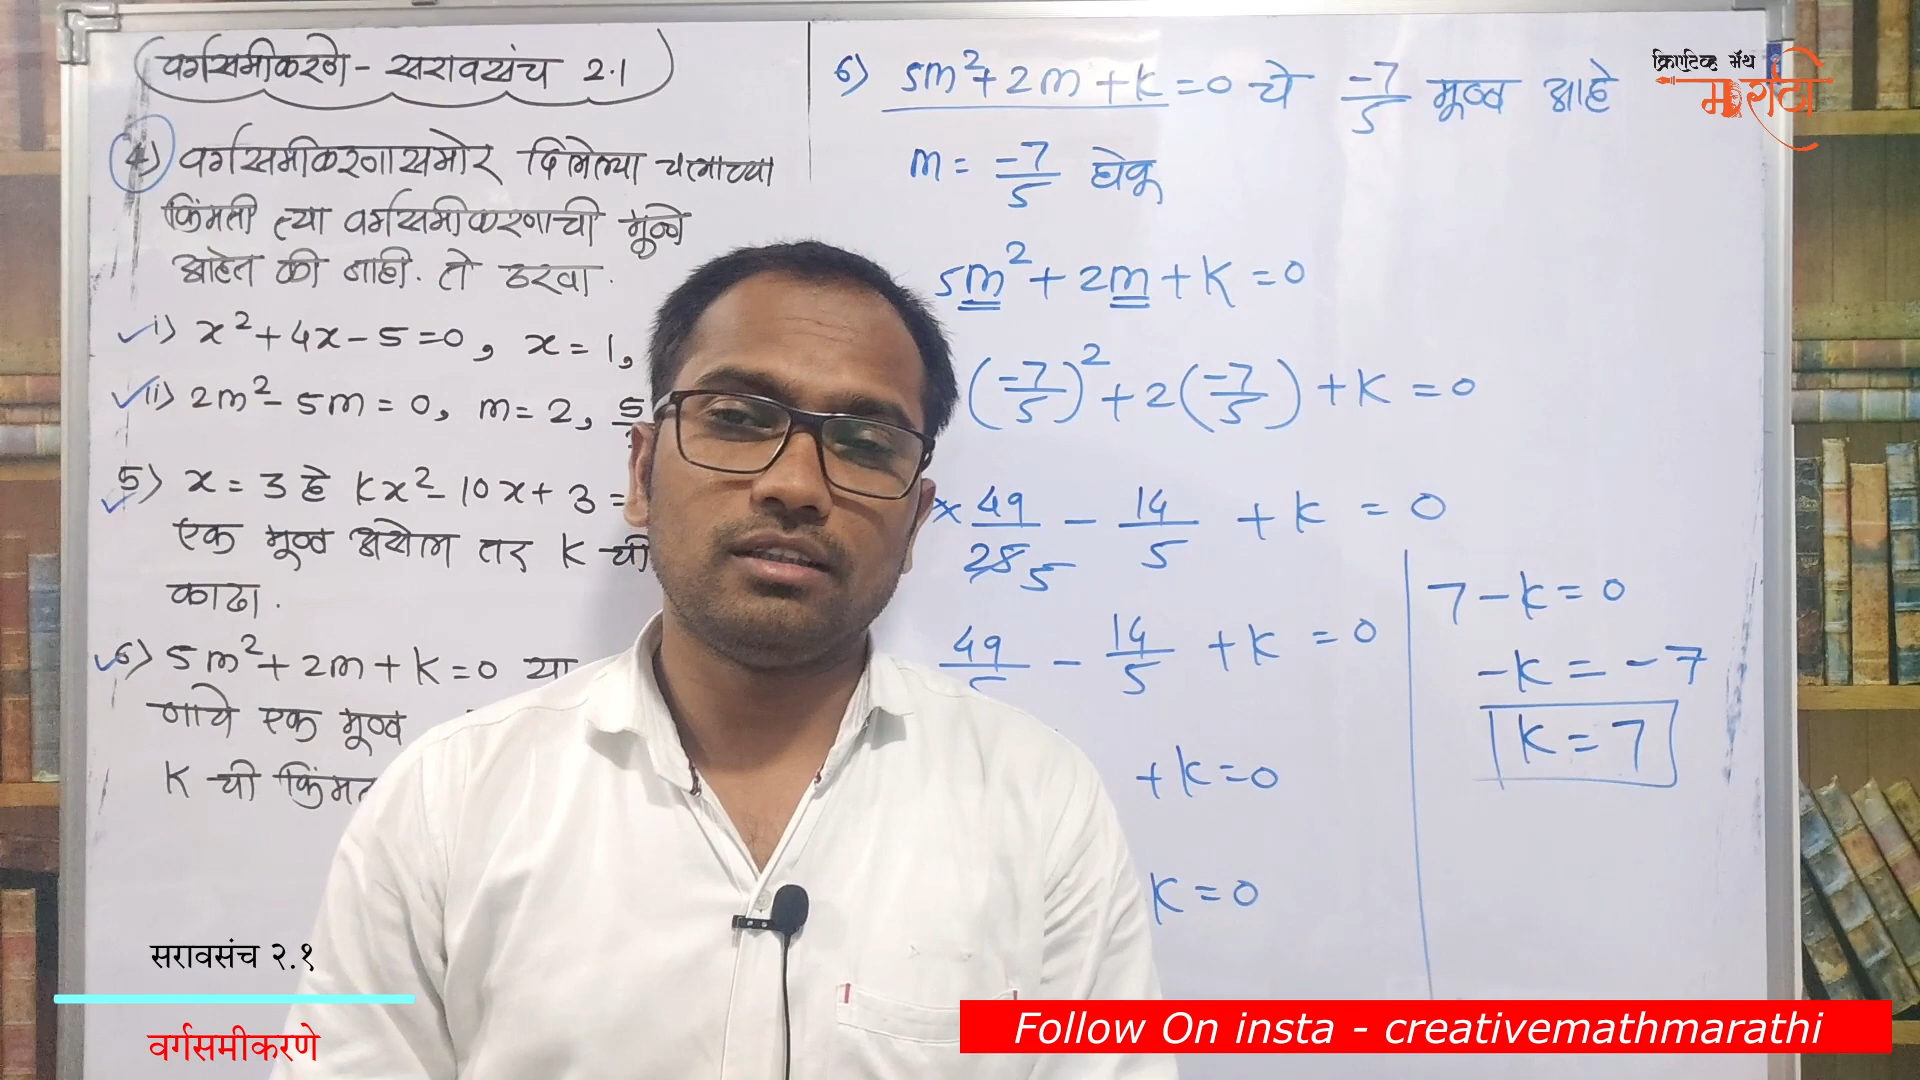 वर्गसमीकरणे - सरावसंच 2.1
4) वर्गसमीकरणासमोर दिलेल्या चलाच्या
किंमती त्या वर्गसमीकरणाची मूळे
आहेत की नाही. ते ठरवा.
i) x² + 4x - 5 = 0, x = 1,
ii) 2m² - 5m = 0, m = 2, 5
5) x = 3 हे kx² - 10x + 3 =
एक मूळ असेल तर K ची
काढा.
6) 5m² + 2m + k = 0 या
णाचे एक मूळ
K ची किंमत
6) 5m² + 2m + k = 0 चे -7/5 मूळ आहे
m = -7/5 घेवू
5m² + 2m + k = 0
(-7/5)² + 2(-7/5) + k = 0
× 49/25 5 - 14/5 + k = 0
49/5 - 14/5 + k = 0
+ k = 0
k = 0
7 - k = 0
-k = -7
k = 7
क्रिएटिव्ह मॅथ
मराठी
सरावसंच २.१
वर्गसमीकरणे
Follow On insta - creativemathmarathi